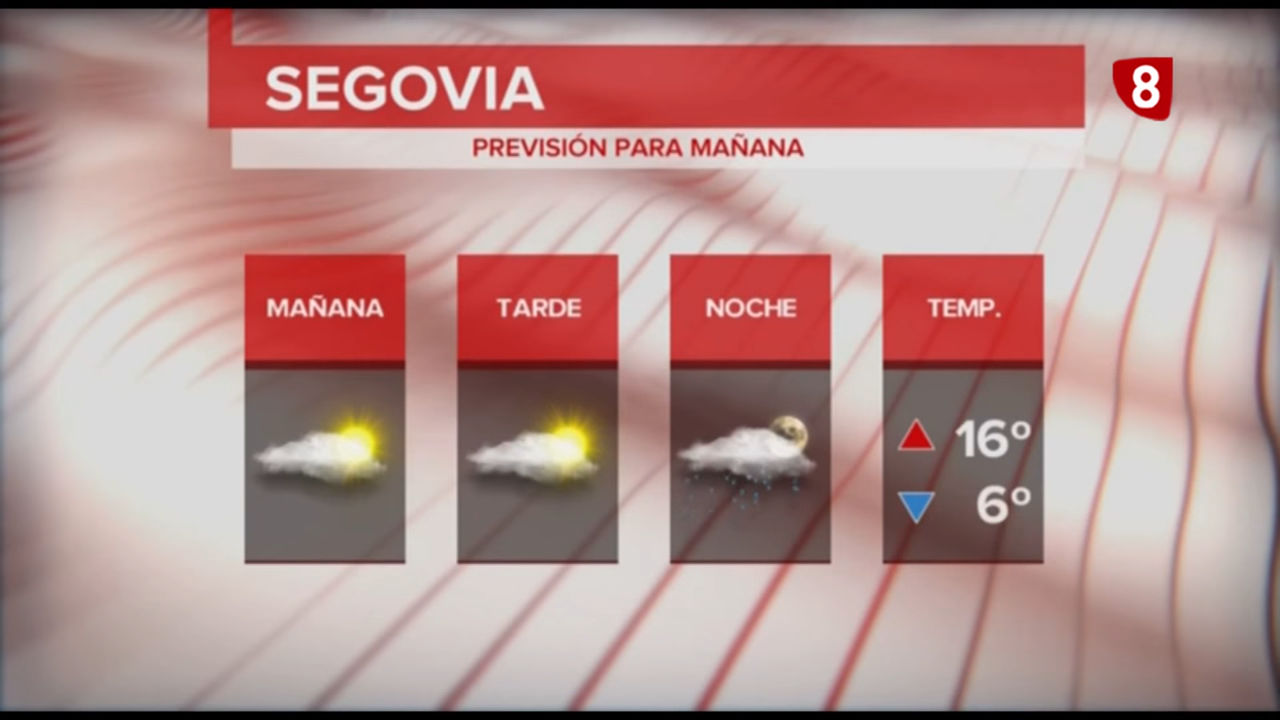 SEGOVIA
8
PREVISIÓN PARA MAÑANA
MAÑANA
TARDE
NOCHE
TEMP.
16º
6º